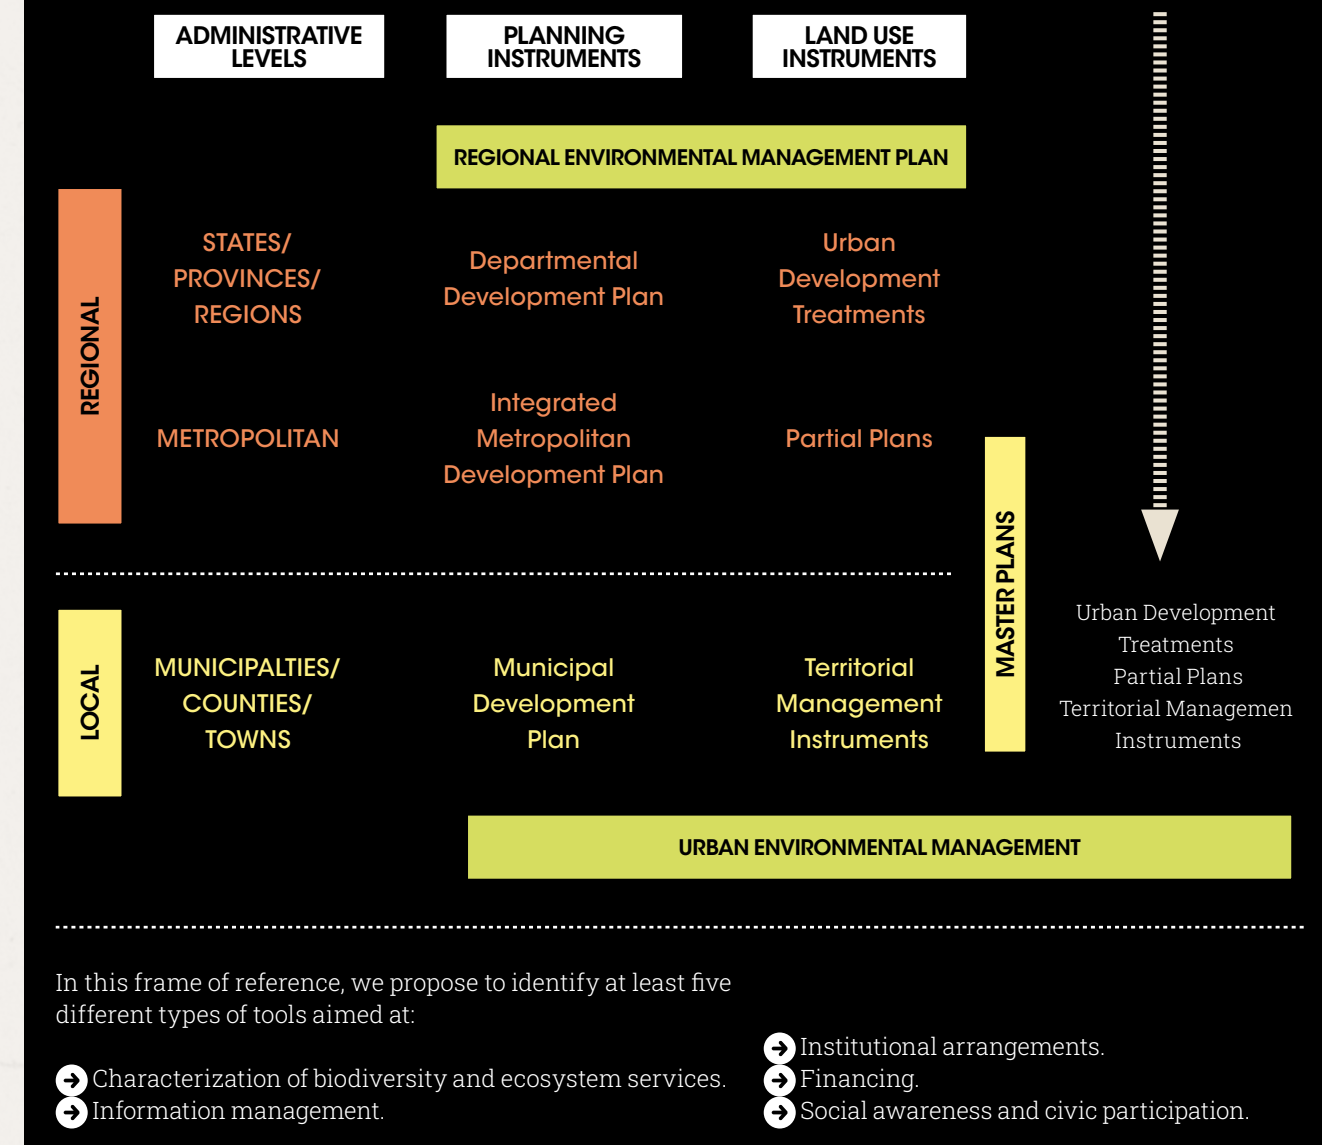 ADMINISTRATIVE
LEVELS
PLANNING
INSTRUMENTS
LAND USE
INSTRUMENTS
REGIONAL ENVIRONMENTAL MANAGEMENT PLAN
REGIONAL
STATES/
PROVINCES/
REGIONS
Departmental
Development Plan
Urban
Development
Treatments
METROPOLITAN
Integrated
Metropolitan
Development Plan
Partial Plans
MASTER PLANS
LOCAL
MUNICIPALTIES/
COUNTIES/
TOWNS
Municipal
Development
Plan
Territorial
Management
Instruments
Urban Development
Treatments
Partial Plans
Territorial Managemen
Instruments
URBAN ENVIRONMENTAL MANAGEMENT
In this frame of reference, we propose to identify at least five
different types of tools aimed at:
Characterization of biodiversity and ecosystem services.
Information management.
Institutional arrangements.
Financing.
Social awareness and civic participation.